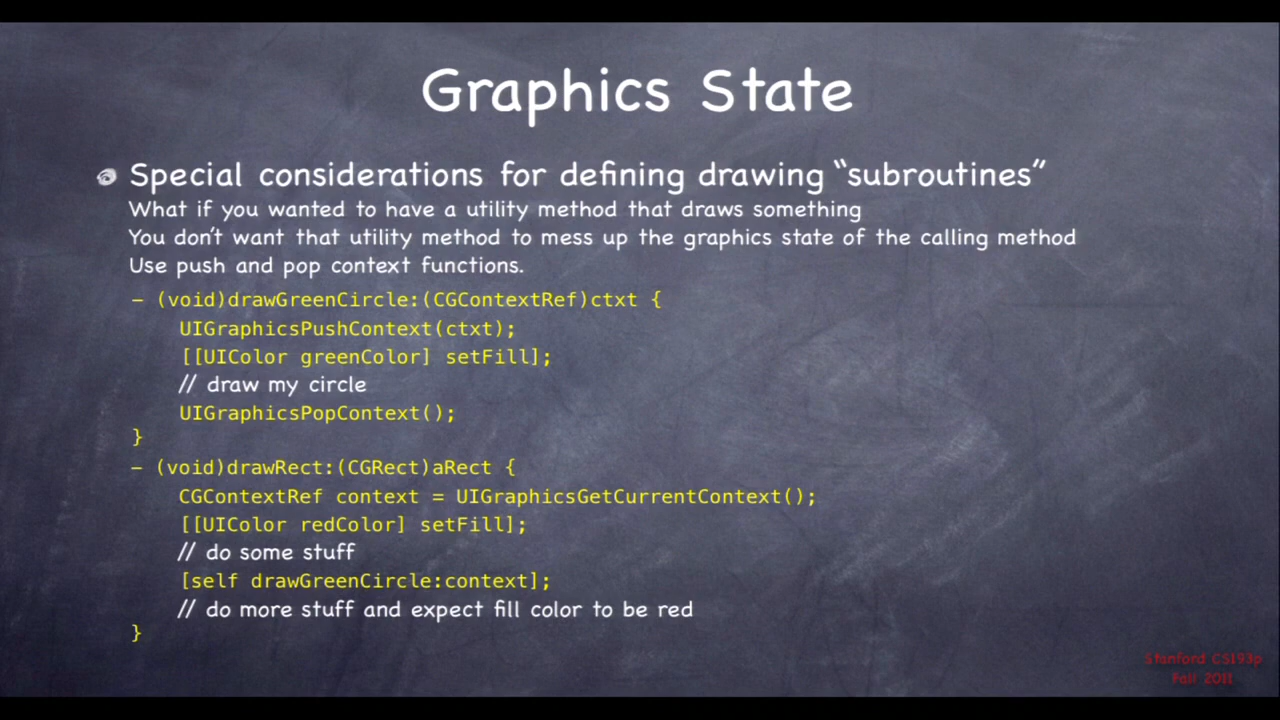 Graphics State
Special considerations for defining drawing “subroutines”
What if you wanted to have a utility method that draws something
You don’t want that utility method to mess up the graphics state of the calling method
Use push and pop context functions.
- (void)drawGreenCircle:(CGContextRef)ctxt {
UIGraphicsPushContext(ctxt);
[[UIColor greenColor] setFill];
// draw my circle
UIGraphicsPopContext();
}
- (void)drawRect:(CGRect)aRect {
CGContextRef context = UIGraphicsGetCurrentContext();
[[UIColor redColor] setFill];
// do some stuff
[self drawGreenCircle:context];
// do more stuff and expect fill color to be red
}
Stanford CS193p
Fall 2011